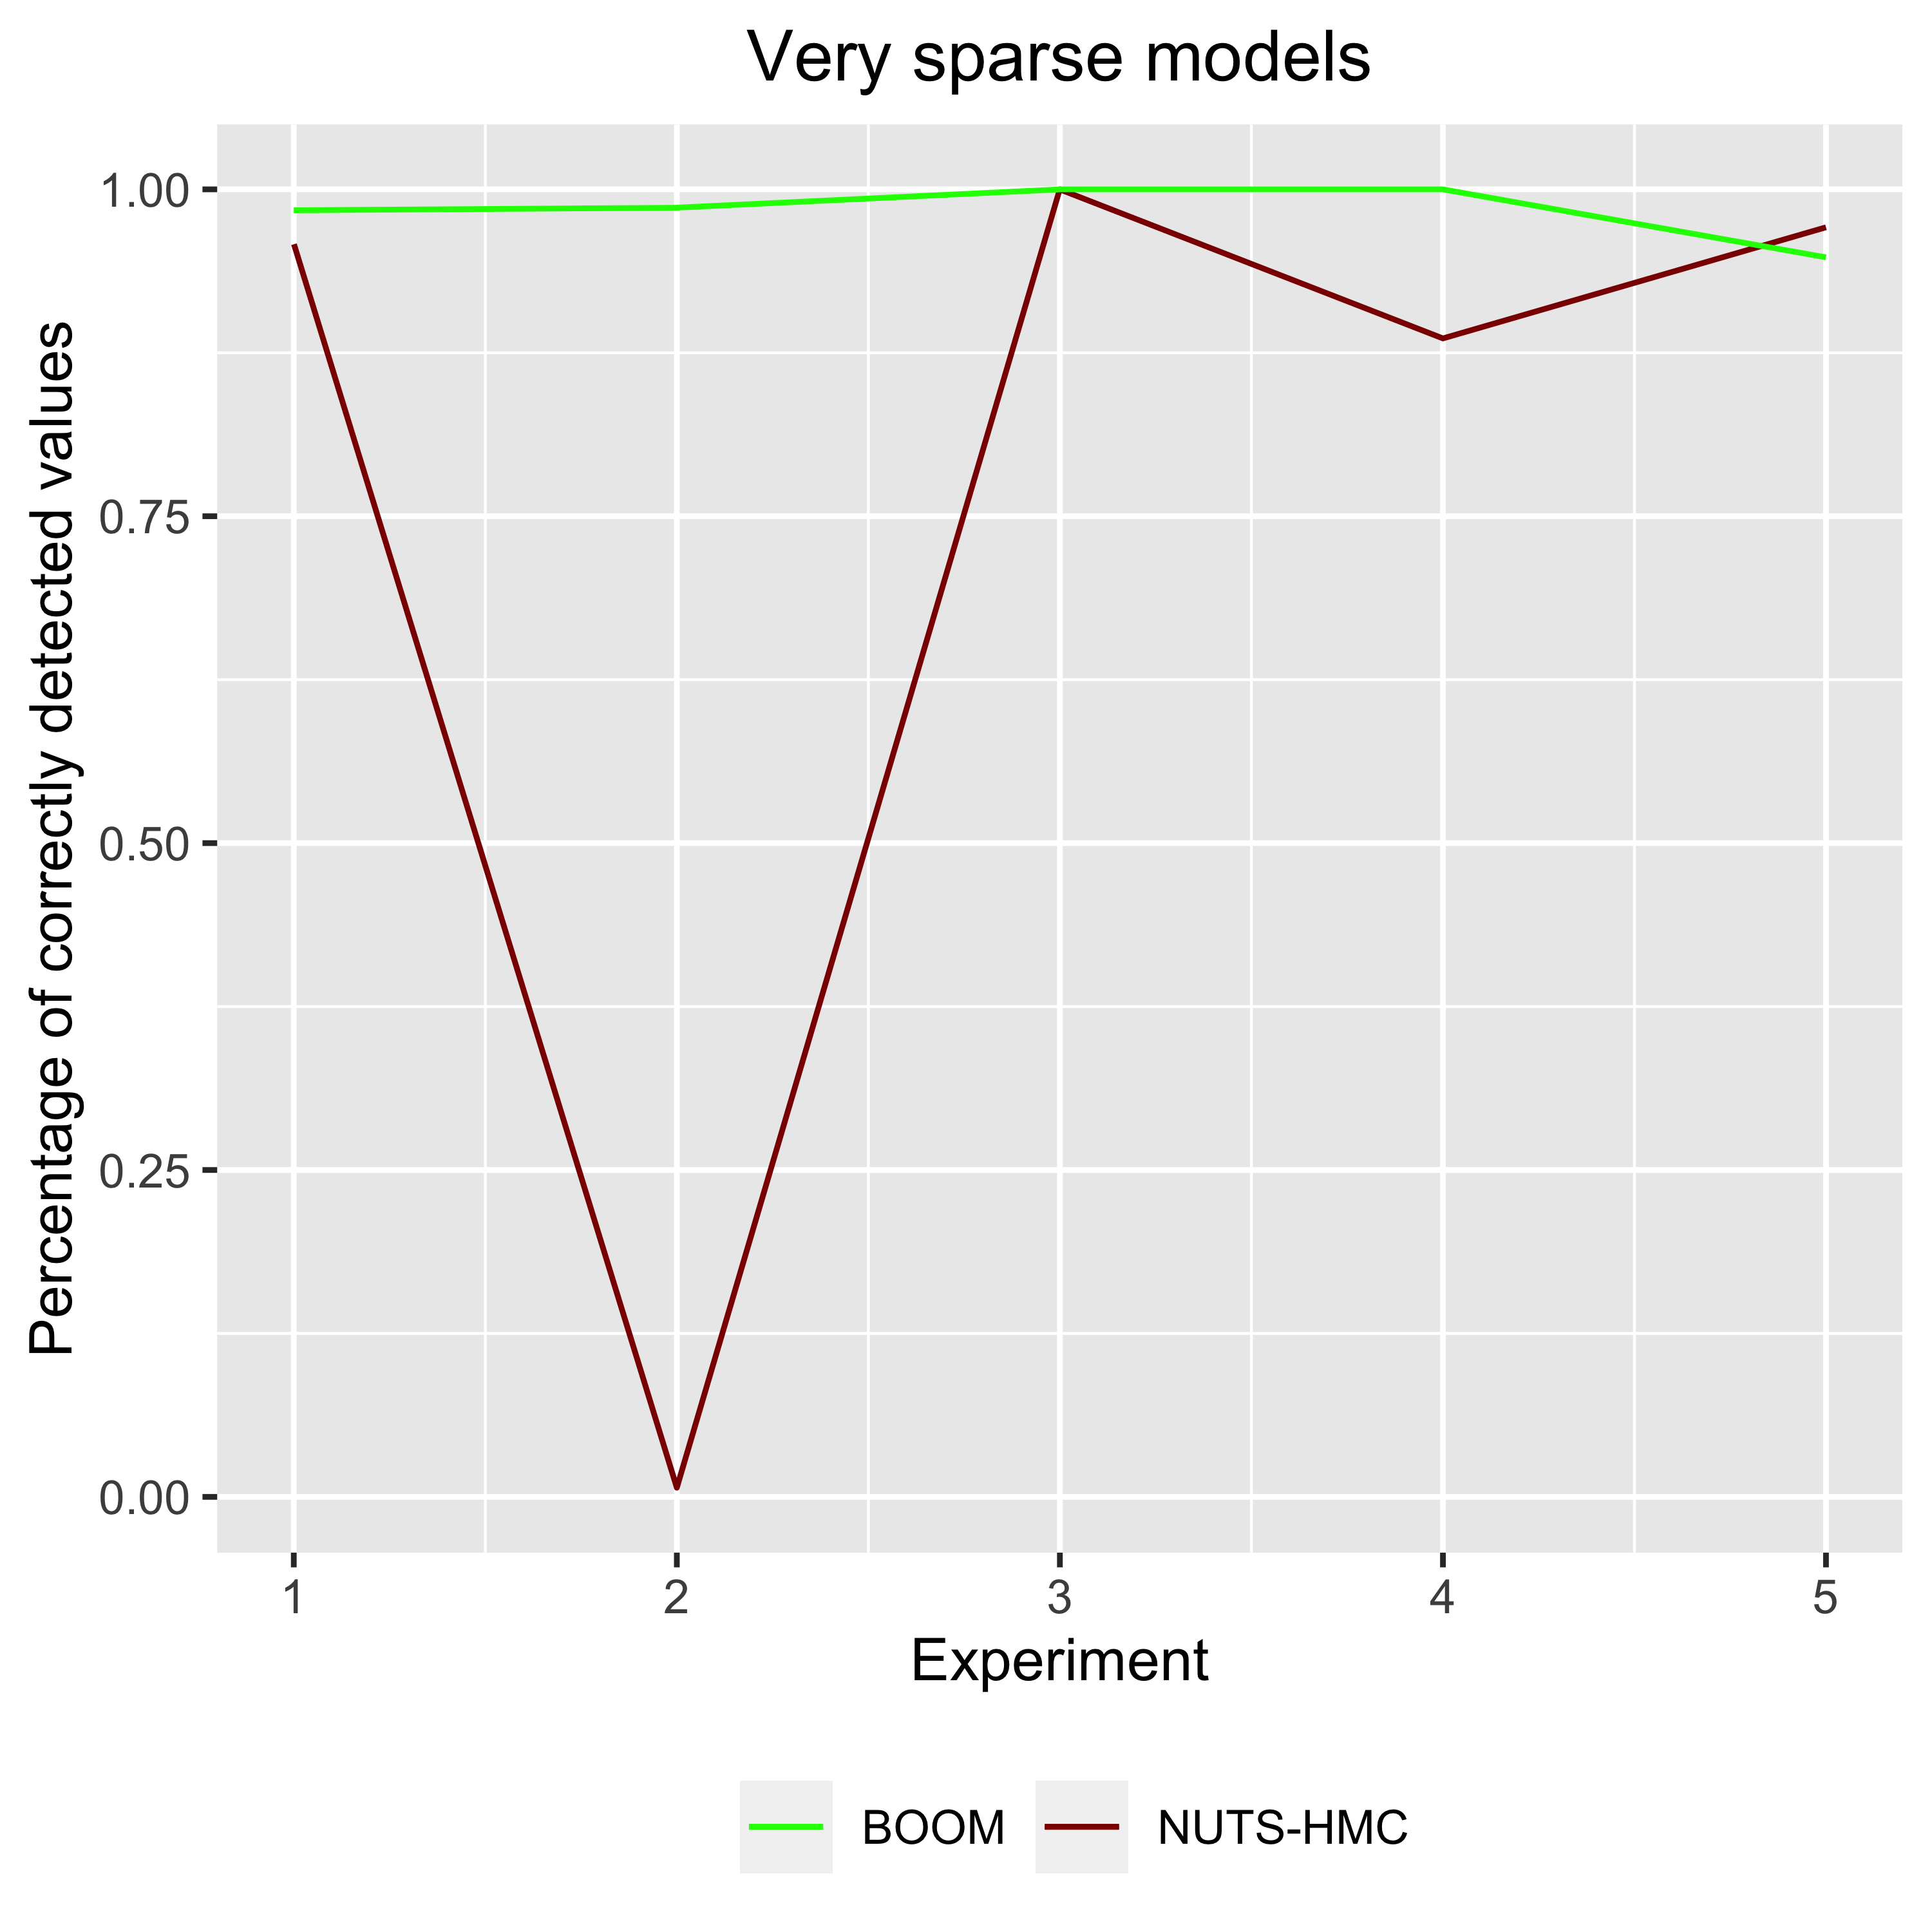 Very sparse models
Percentage of correctly detected values
1.00
0.75
0.50
0.25
0.00
1 2 3 4 5
Experiment
BOOM NUTS-HMC